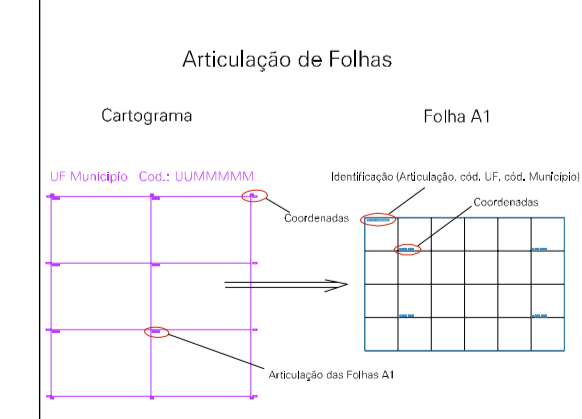 Articulação de Folhas
Cartograma
Folha A1
UF Município Cod.: UUMMMMM
Identificação (Articulação, cód. UF, cód. Município)
Coordenadas
Coordenadas
Articulação das Folhas A1